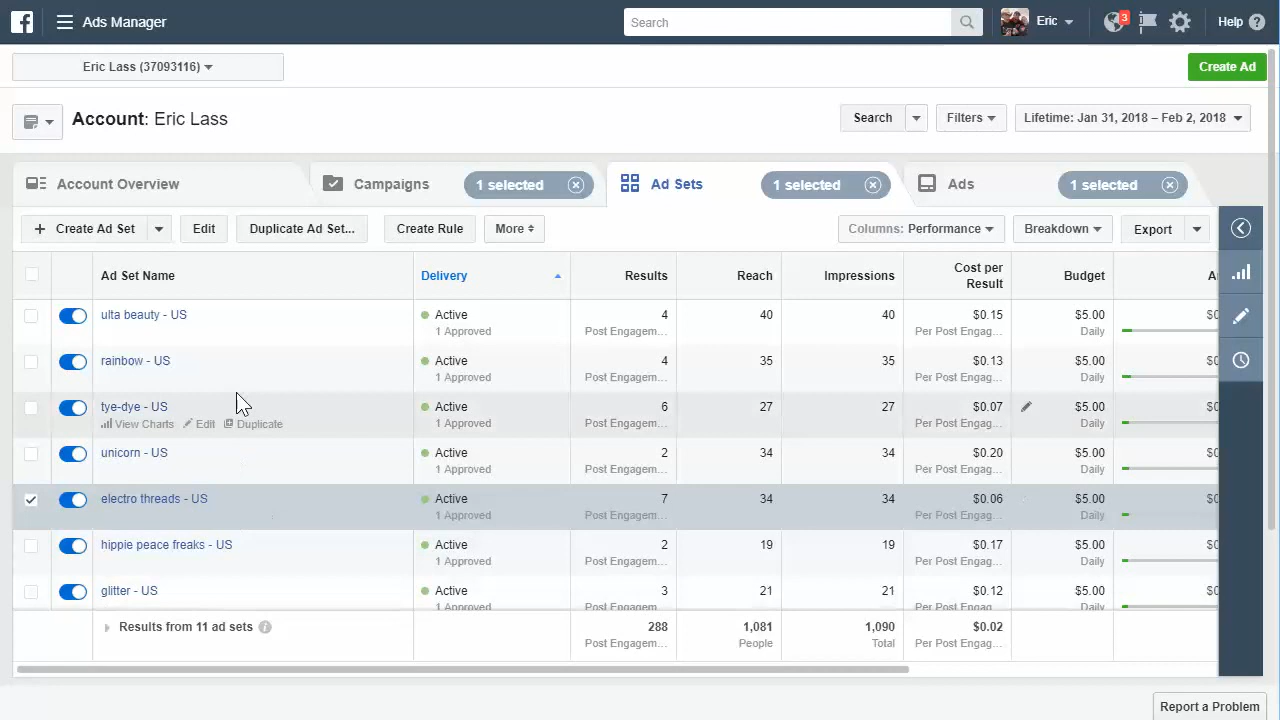 f Ads Manager Search Eric 3 Help ?
Eric Lass (37093116)
Create Ad
Account: Eric Lass Search Filters Lifetime: Jan 31, 2018 – Feb 2, 2018
Account Overview Campaigns 1 selected Ad Sets 1 selected Ads 1 selected
+ Create Ad Set Edit Duplicate Ad Set... Create Rule More Columns: Performance Breakdown Export
Ad Set Name Delivery Results Reach Impressions Cost per Result Budget
ulta beauty - US Active 4 40 40 $0.15 $5.00
1 Approved Post Engagem... Per Post Engag... Daily
rainbow - US Active 4 35 35 $0.13 $5.00
1 Approved Post Engagem... Per Post Engag... Daily
tye-dye - US Active 6 27 27 $0.07 $5.00
View Charts Edit Duplicate 1 Approved Post Engagem... Per Post Engag... Daily
unicorn - US Active 2 34 34 $0.20 $5.00
1 Approved Post Engagem... Per Post Engag... Daily
electro threads - US Active 7 34 34 $0.06 $5.00
1 Approved Post Engagem... Per Post Engag... Daily
hippie peace freaks - US Active 2 19 19 $0.17 $5.00
1 Approved Post Engagem... Per Post Engag... Daily
glitter - US Active 3 21 21 $0.12 $5.00
1 Approved Post Engagem... Per Post Engag... Daily
Results from 11 ad sets 288 1,081 1,090 $0.02
Post Engagem... People Total Per Post Engag...
Report a Problem